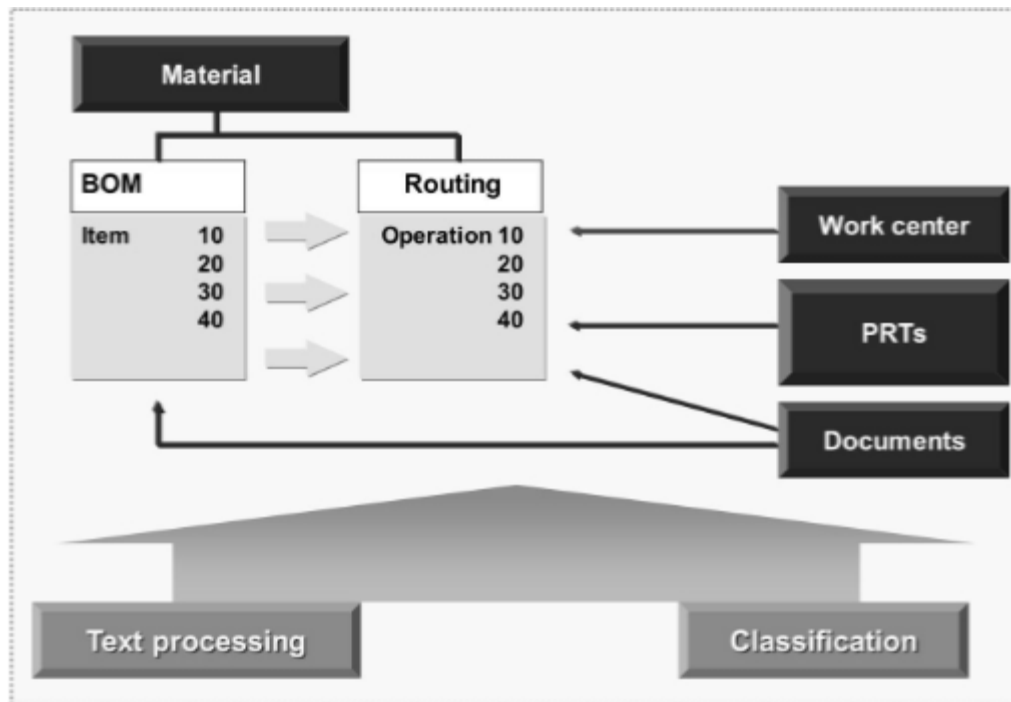 Material
BOM
Routing
Item 10
20
30
40
Operation 10
20
30
40
Work center
PRTs
Documents
Text processing
Classification